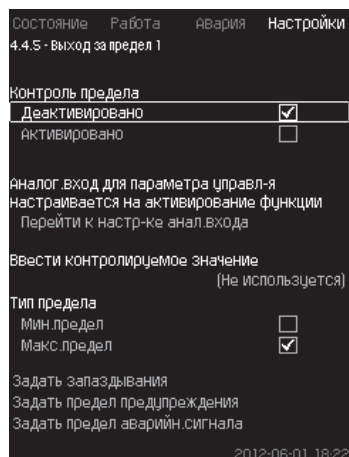 Состояние Работа Авария Настройки
4.4.5 - Выход за предел 1
Контроль предела
Деактивировано
Активировано
Аналог.вход для параметра управл-я
настраивается на активирование функции
Перейти к настр-ке анал.входа
Ввести контролируемое значение
(Не используется)
Тип предела
Мин.предел
Макс.предел
Задать запаздывания
Задать предел предупреждения
Задать предел аварийн.сигнала
2012-06-01 18:22